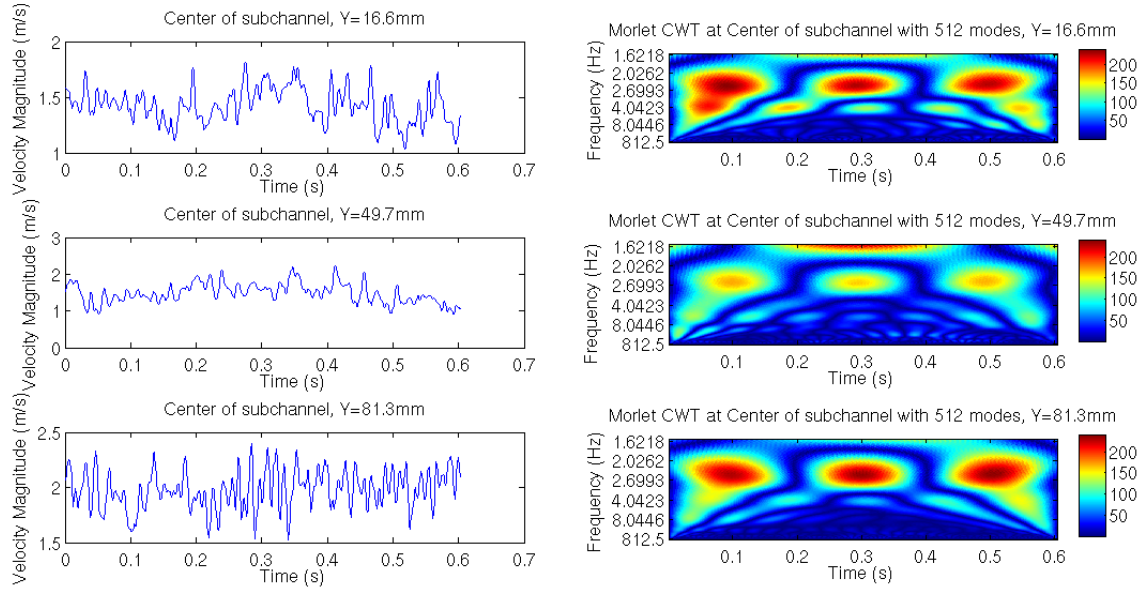 Center of subchannel, Y=16.6mm
Velocity Magnitude (m/s)
2
1.5
1
0 0.1 0.2 0.3 0.4 0.5 0.6 0.7
Time (s)
Morlet CWT at Center of subchannel with 512 modes, Y=16.6mm
Frequency (Hz)
1.6218
2.0262
2.6993
4.0423
8.0446
812.5
0.1 0.2 0.3 0.4 0.5 0.6
Time (s)
200
150
100
50
Center of subchannel, Y=49.7mm
Velocity Magnitude (m/s)
3
2
1
0
0 0.1 0.2 0.3 0.4 0.5 0.6 0.7
Time (s)
Morlet CWT at Center of subchannel with 512 modes, Y=49.7mm
Frequency (Hz)
1.6218
2.0262
2.6993
4.0423
8.0446
812.5
0.1 0.2 0.3 0.4 0.5 0.6
Time (s)
200
150
100
50
Center of subchannel, Y=81.3mm
Velocity Magnitude (m/s)
2.5
2
1.5
0 0.1 0.2 0.3 0.4 0.5 0.6 0.7
Time (s)
Morlet CWT at Center of subchannel with 512 modes, Y=81.3mm
Frequency (Hz)
1.6218
2.0262
2.6993
4.0423
8.0446
812.5
0.1 0.2 0.3 0.4 0.5 0.6
Time (s)
200
150
100
50